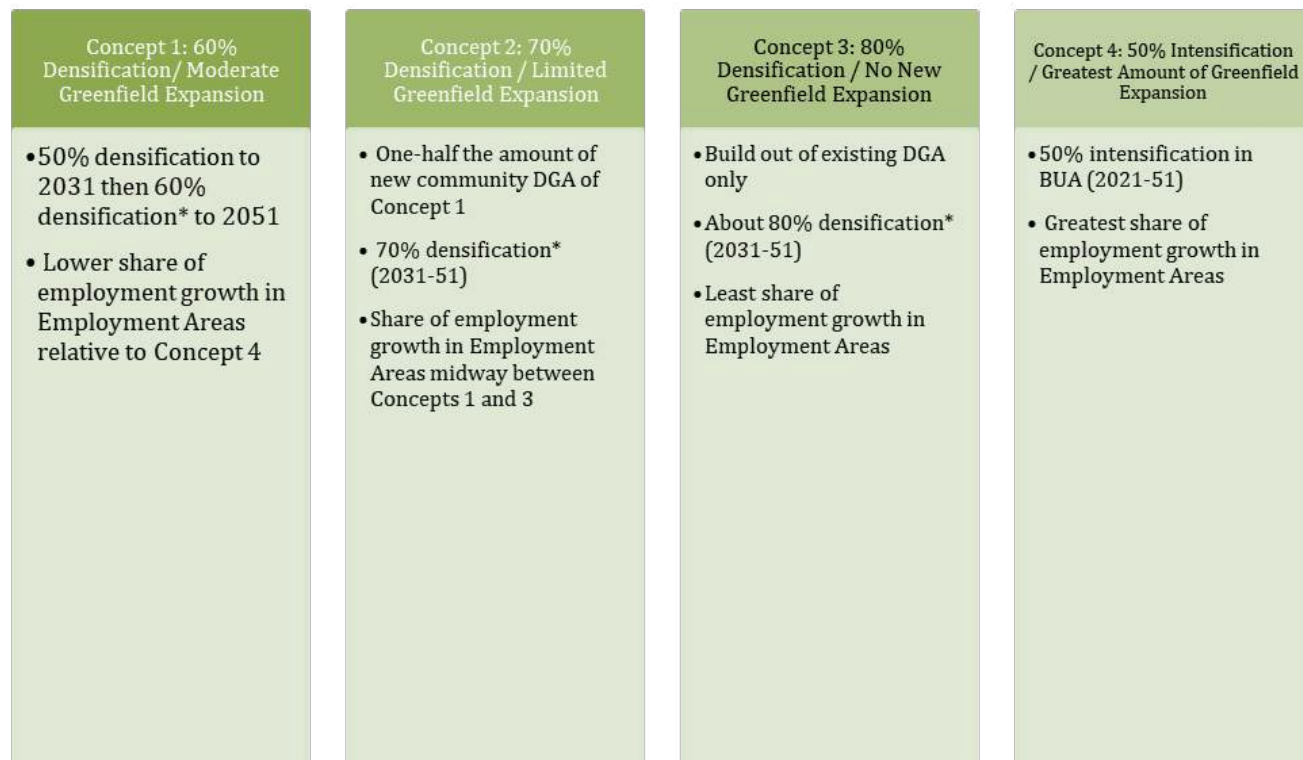 Concept 1: 60%
Densification/ Moderate
Greenfield Expansion
•50% densification to
2031 then 60%
densification* to 2051
• Lower share of
employment growth in
Employment Areas
relative to Concept 4
Concept 2: 70%
Densification / Limited
Greenfield Expansion
• One-half the amount of
new community DGA of
Concept 1
• 70% densification*
(2031-51)
•Share of employment
growth in Employment
Areas midway between
Concepts 1 and 3
Concept 3: 80%
Densification / No New
Greenfield Expansion
•Build out of existing DGA
only
•About 80% densification*
(2031-51)
•Least share of
employment growth in
Employment Areas
Concept 4: 50% Intensification
/ Greatest Amount of Greenfield
Expansion
•50% intensification in
BUA (2021-51)
• Greatest share of
employment growth in
Employment Areas